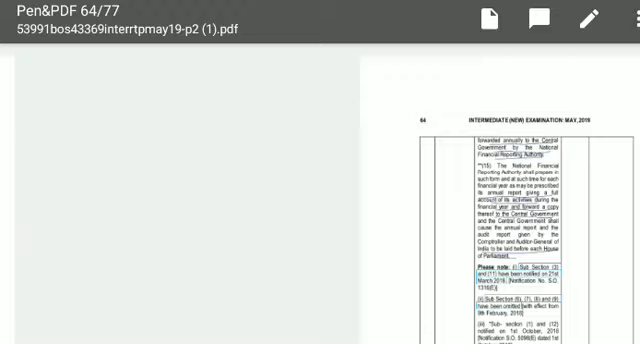 Pen&PDF 64/77
53991bos43369interrtpmay19-p2 (1).pdf
64 INTERMEDIATE (NEW) EXAMINATION: MAY, 2019
forwarded annually to the Central
Government by the National
Financial Reporting Authority.
"(15) The National Financial
Reporting Authority shall prepare in
such form and at such time for each
financial year as may be prescribed
its annual report giving a full
account of its activities during the
financial year and forward a copy
thereof to the Central Government
and the Central Government shall
cause the annual report and the
audit report given by the
Comptroller and Auditor-General of
India to be laid before each House
of Parliament.
Please note: (i) Sub Section (3)
and (11) have been notified on 21st
March 2018. [Notification No. S.O.
1316(E)]
(ii) Sub Section (6), (7), (8) and (9)
have been omitted [with effect from
9th February, 2018]
(iii) "Sub- section (1) and (12)
notified on 1st October, 2018
[Notification S.O. 5098(E) dated 1st